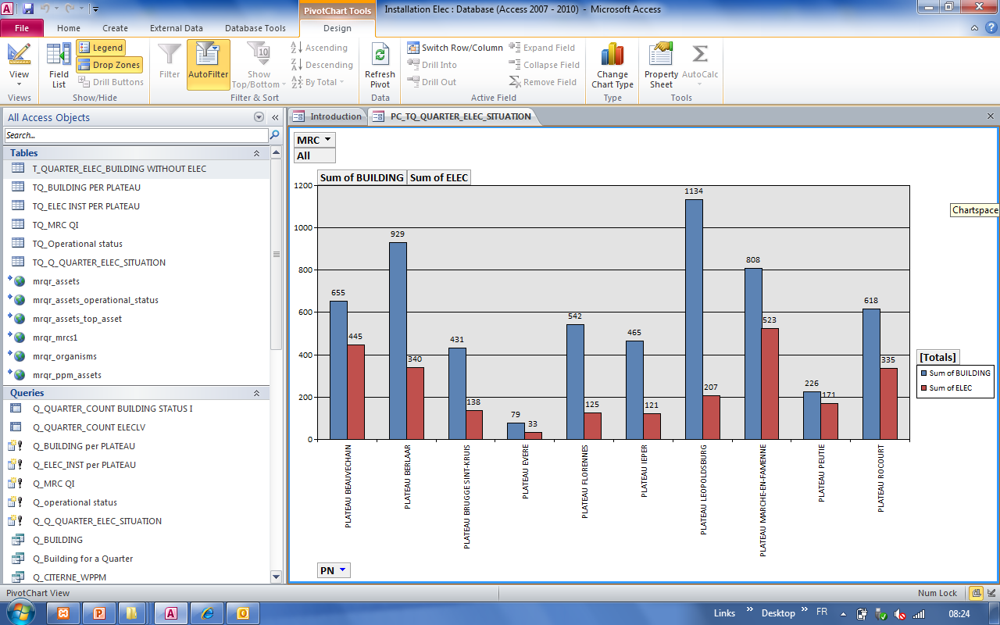 PivotChart Tools
Installation Elec : Database (Access 2007 - 2010) - Microsoft Access
File Home Create External Data Database Tools Design
View
Views
Field List
Legend
Drop Zones
Drill Buttons
Show/Hide
Filter
AutoFilter
Show Top/Bottom
Ascending
Descending
By Total
Filter & Sort
Refresh Pivot
Data
Switch Row/Column
Drill Into
Drill Out
Expand Field
Collapse Field
Remove Field
Active Field
Change Chart Type
Type
Property Sheet
AutoCalc
Tools
All Access Objects
Search...
Tables
T_QUARTER_ELEC_BUILDING WITHOUT ELEC
TQ_BUILDING PER PLATEAU
TQ_ELEC INST PER PLATEAU
TQ_MRC QI
TQ_Operational status
TQ_Q_QUARTER_ELEC_SITUATION
mrqr_assets
mrqr_assets_operational_status
mrqr_assets_top_asset
mrqr_mrcs1
mrqr_organisms
mrqr_ppm_assets
Queries
Q_QUARTER_COUNT BUILDING STATUS I
Q_QUARTER_COUNT ELECLV
Q_BUILDING per PLATEAU
Q_ELEC_INST per PLATEAU
Q_MRC QI
Q_operational status
Q_Q_QUARTER_ELEC_SITUATION
Q_BUILDING
Q_Building for a Quarter
Q_CITERNE_WPPM
Introduction
PC_TQ_QUARTER_ELEC_SITUATION
MRC
All
Sum of BUILDING Sum of ELEC
1200
1000
800
600
400
200
0
655
445
929
340
431
138
79
33
542
125
465
121
1134
207
808
523
226
171
618
335
PLATEAU BEAUVECHAIN
PLATEAU BERLAAR
PLATEAU BRUGGE SINT-KRUIS
PLATEAU EVERE
PLATEAU FLORENNES
PLATEAU IEPER
PLATEAU LEOPOLDSBURG
PLATEAU MARCHE-EN-FAMENNE
PLATEAU PEUTIE
PLATEAU ROCOURT
Chartspace
[Totals]
Sum of BUILDING
Sum of ELEC
PN
PivotChart View
Num Lock
Links
Desktop
FR
08:24